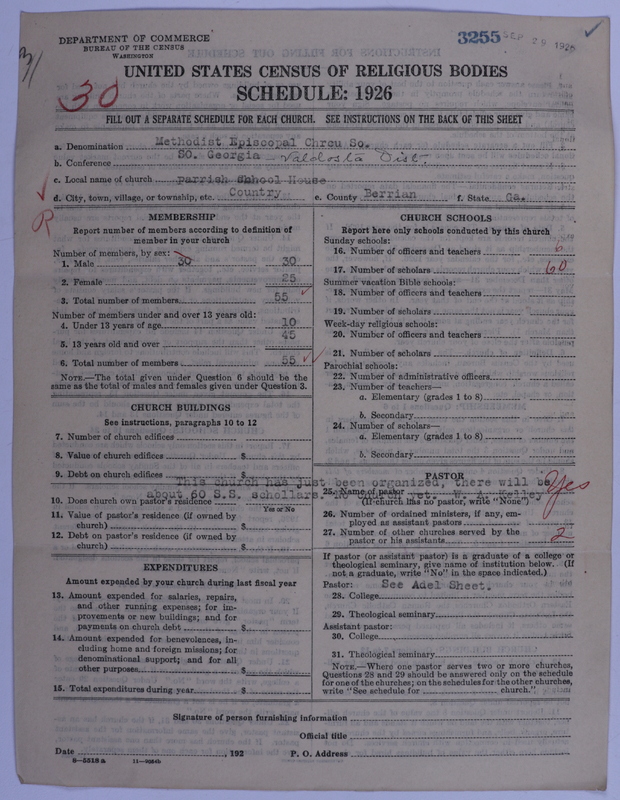 DEPARTMENT OF COMMERCE
BUREAU OF THE CENSUS
WASHINGTON
3255
SEP 29 1926
31
30
UNITED STATES CENSUS OF RELIGIOUS BODIES
SCHEDULE: 1926
FILL OUT A SEPARATE SCHEDULE FOR EACH CHURCH. SEE INSTRUCTIONS ON THE BACK OF THIS SHEET
a. Denomination Methodist Episcopal Chrcu So.
b. Conference SO. Georgia - Valdosta Dist.
c. Local name of church parrish School House
d. City, town, village, or township, etc. Country e. County Berrian f. State Ga.
R
MEMBERSHIP
Report number of members according to definition of
member in your church
Number of members, by sex:
1. Male 30 30
2. Female 25
3. Total number of members 55
Number of members under and over 13 years old:
4. Under 13 years of age 10
5. 13 years old and over 45
6. Total number of members 55
NOTE.—The total given under Question 6 should be the
same as the total of males and females given under Question 3.
CHURCH BUILDINGS
See instructions, paragraphs 10 to 12
7. Number of church edifices
8. Value of church edifices $
9. Debt on church edifices $
This church has just been organized, there will be
about 60 S.S. schollars.
10. Does church own pastor's residence
Yes or No
11. Value of pastor's residence (if owned by
church) $
12. Debt on pastor's residence (if owned by
church) $
EXPENDITURES
Amount expended by your church during last fiscal year
13. Amount expended for salaries, repairs,
and other running expenses; for im-
provements or new buildings; and for
payments on church debt $
14. Amount expended for benevolences, in-
cluding home and foreign missions; for
denominational support; and for all
other purposes $
15. Total expenditures during year $
CHURCH SCHOOLS
Report here only schools conducted by this church
Sunday schools:
16. Number of officers and teachers 6
17. Number of scholars 60
Summer vacation Bible schools:
18. Number of officers and teachers
19. Number of scholars
Week-day religious schools:
20. Number of officers and teachers
21. Number of scholars
Parochial schools:
22. Number of administrative officers
23. Number of teachers—
a. Elementary (grades 1 to 8)
b. Secondary
24. Number of scholars—
a. Elementary (grades 1 to 8)
b. Secondary
PASTOR
25. Name of pastor yet. W. A. Kelley Yes
(If church has no pastor, write "None")
26. Number of ordained ministers, if any, em-
ployed as assistant pastors
27. Number of other churches served by the
pastor or his assistants 2
If pastor (or assistant pastor) is a graduate of a college or
theological seminary, give name of institution below. (If
not a graduate, write "No" in the space indicated.)
Pastor: See Adel Sheet.
28. College
29. Theological seminary
Assistant pastor:
30. College
31. Theological seminary
NOTE.—Where one pastor serves two or more churches,
Questions 28 and 29 should be answered only on the schedule
for one of the churches; on the schedules for the other churches,
write "See schedule for church."
Signature of person furnishing information
Official title
Date , 192 P. O. Address
8—5518 A 11—9054b